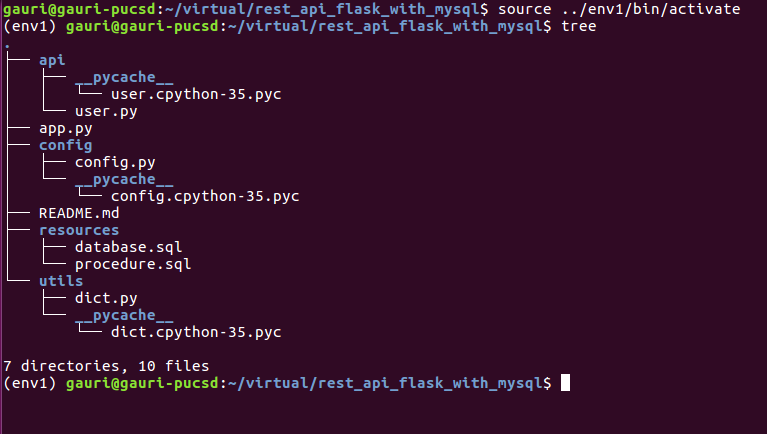 gauri@gauri-pucsd:~/virtual/rest_api_flask_with_mysql$ source ../env1/bin/activate
(env1) gauri@gauri-pucsd:~/virtual/rest_api_flask_with_mysql$ tree
.
├── api
│   ├── __pycache__
│   │   └── user.cpython-35.pyc
│   └── user.py
├── app.py
├── config
│   ├── config.py
│   └── __pycache__
│       └── config.cpython-35.pyc
├── README.md
├── resources
│   ├── database.sql
│   └── procedure.sql
└── utils
    ├── dict.py
    └── __pycache__
        └── dict.cpython-35.pyc
7 directories, 10 files
(env1) gauri@gauri-pucsd:~/virtual/rest_api_flask_with_mysql$